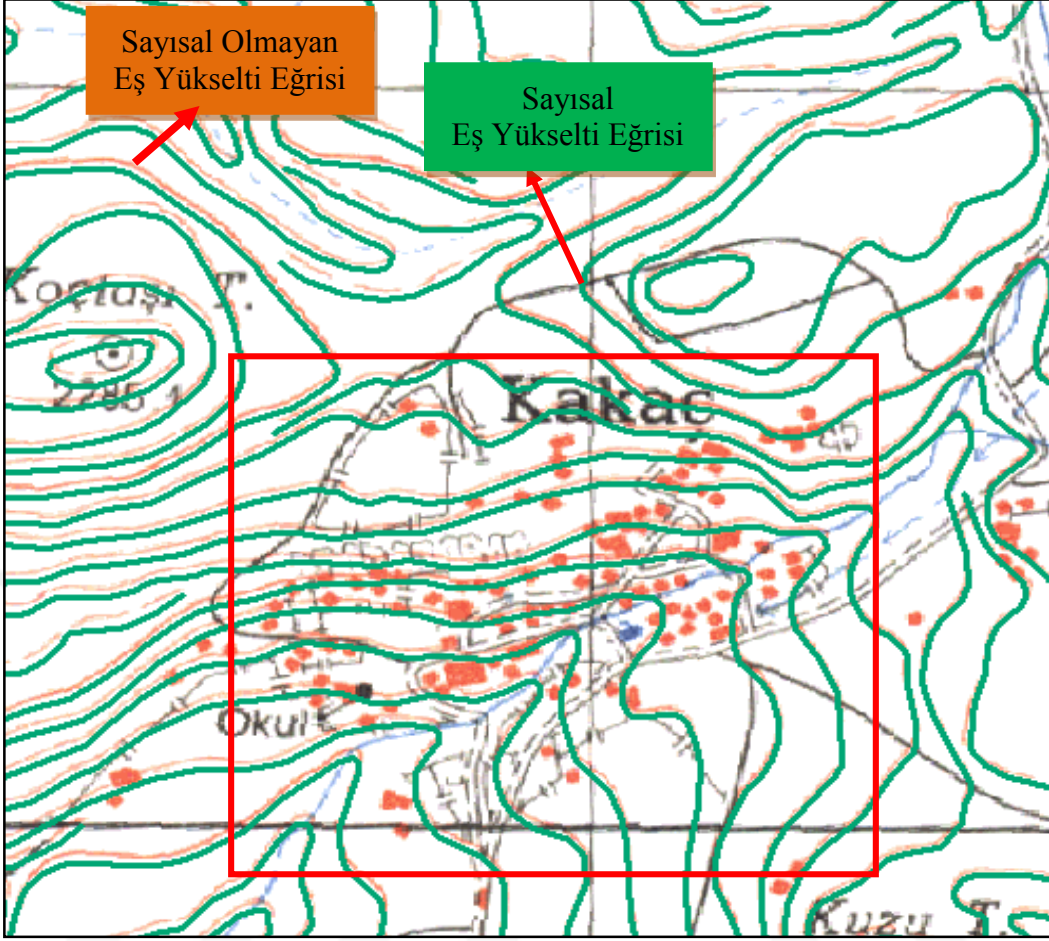 Sayısal Olmayan
Eş Yükselti Eğrisi
Sayısal
Eş Yükselti Eğrisi
Koçtaşı T.
Kakaç
Okul
Kuzu T.